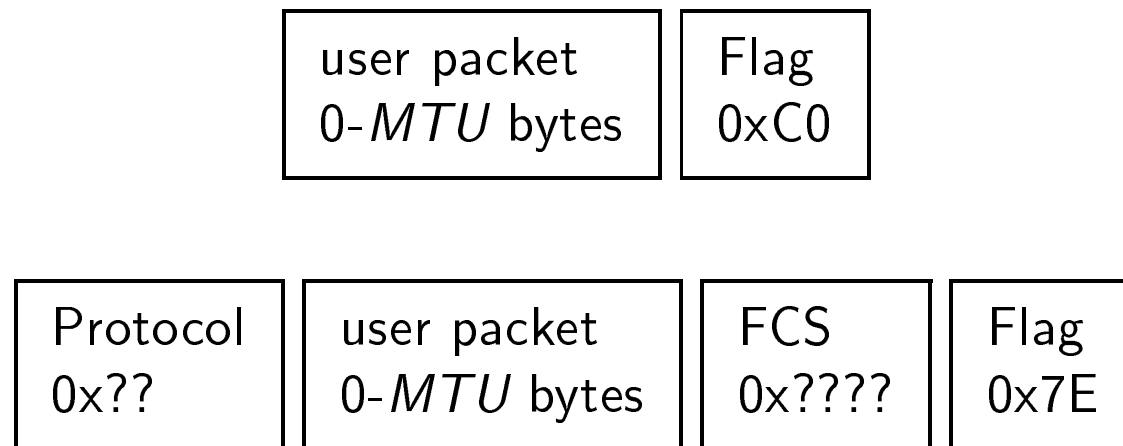 user packet
0-MTU bytes
Flag
0xC0
Protocol
0x??
user packet
0-MTU bytes
FCS
0x????
Flag
0x7E